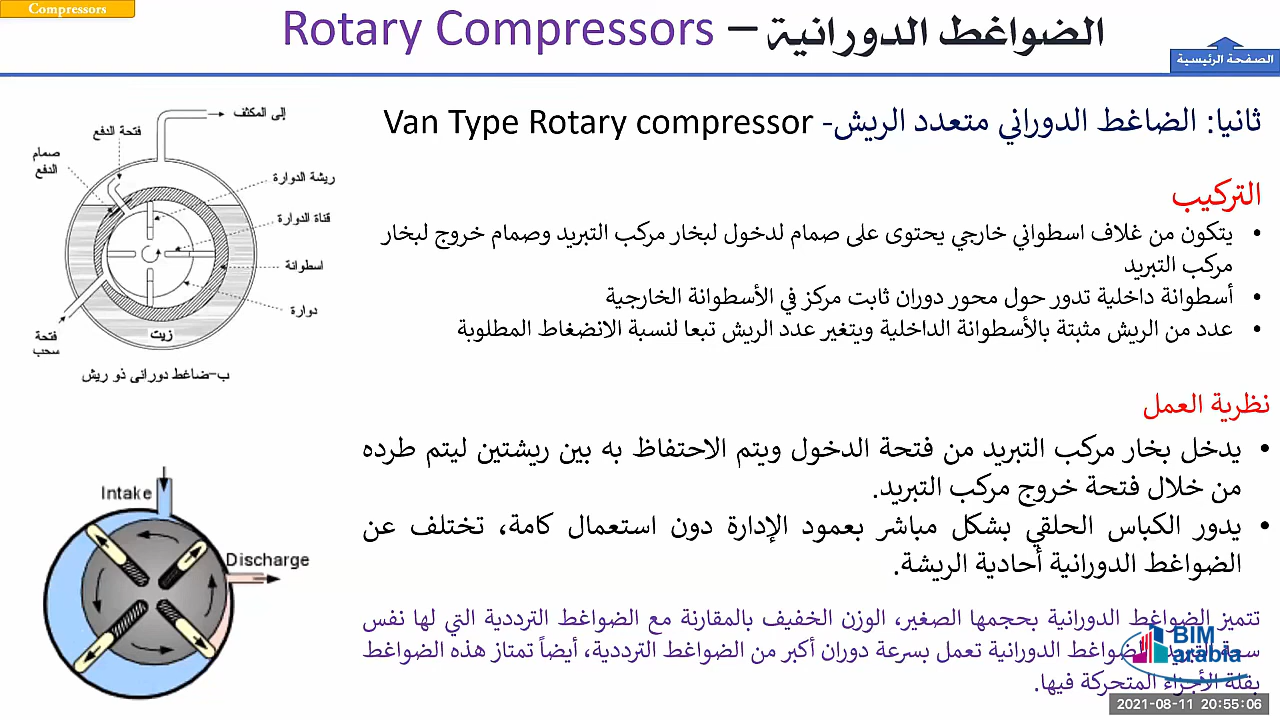 Compressors
الضواغط الدورانية – Rotary Compressors
الصفحة الرئيسية
ثانيا: الضاغط الدوراني متعدد الريش- Van Type Rotary compressor
التركيب
• يتكون من غلاف اسطواني خارجي يحتوى على صمام لدخول لبخار مركب التبريد وصمام خروج لبخار
مركب التبريد
• أسطوانة داخلية تدور حول محور دوران ثابت مركز في الأسطوانة الخارجية
• عدد من الريش مثبتة بالأسطوانة الداخلية ويتغير عدد الريش تبعا لنسبة الانضغاط المطلوبة
نظرية العمل
• يدخل بخار مركب التبريد من فتحة الدخول ويتم الاحتفاظ به بين ريشتين ليتم طرده
من خلال فتحة خروج مركب التبريد.
• يدور الكباس الحلقي بشكل مباشر بعمود الإدارة دون استعمال كامة، تختلف عن
الضواغط الدورانية أحادية الريشة.
تتميز الضواغط الدورانية بحجمها الصغير، الوزن الخفيف بالمقارنة مع الضواغط الترددية التي لها نفس
الضواغط الدورانية تعمل بسرعة دوران أكبر من الضواغط الترددية، أيضاً تمتاز هذه الضواغط
بقلة الأجزاء المتحركة فيها.
إلى المكثف
فتحة الدفع
صمام
الدفع
ريشة الدوارة
قناة الدوارة
اسطوانة
دوارة
زيت
فتحة
سحب
ب-ضاغط دورانى ذو ريش
Intake
Discharge
BIM
arabia
2021-08-11 20:55:06